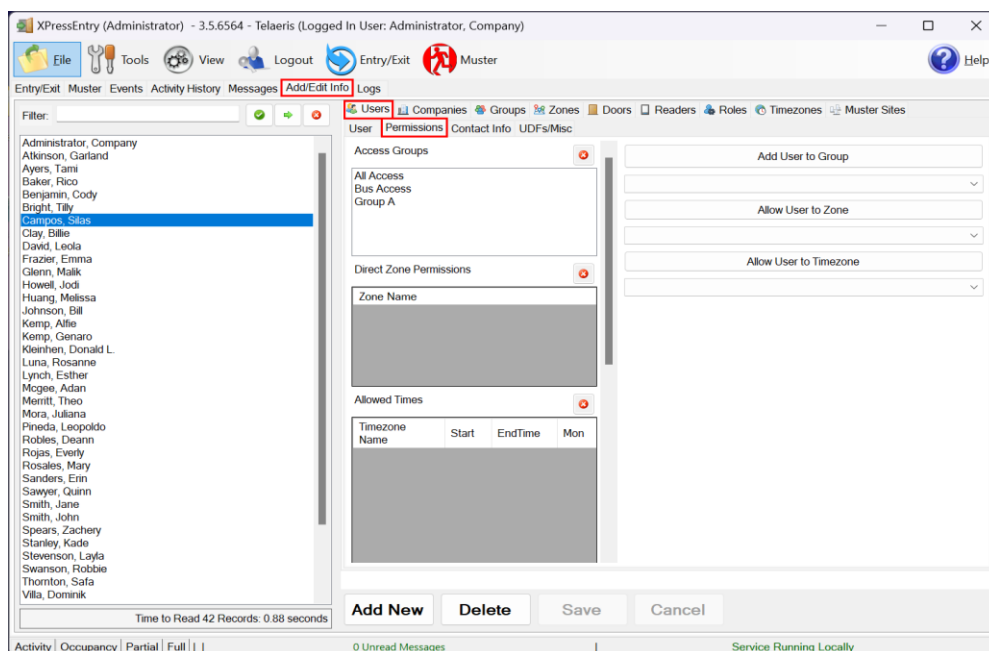 XPressEntry (Administrator) - 3.5.6564 - Telaeris (Logged In User: Administrator, Company)
File Tools View Logout Entry/Exit Muster Help
Entry/Exit Muster Events Activity History Messages Add/Edit Info Logs
Filter:
Administrator, Company
Atkinson, Garland
Ayers, Tami
Baker, Rico
Benjamin, Cody
Bright, Tilly
Campos, Silas
Clay, Billie
David, Leola
Frazier, Emma
Glenn, Malik
Howell, Jodi
Huang, Melissa
Johnson, Bill
Kemp, Alfie
Kemp, Genaro
Kleinhen, Donald L.
Luna, Rosanne
Lynch, Esther
Mcgee, Adan
Merritt, Theo
Mora, Juliana
Pineda, Leopoldo
Robles, Deann
Rojas, Everly
Rosales, Mary
Sanders, Erin
Sawyer, Quinn
Smith, Jane
Smith, John
Spears, Zachery
Stanley, Kade
Stevenson, Layla
Swanson, Robbie
Thornton, Safa
Villa, Dominik
Time to Read 42 Records: 0.88 seconds
Users Companies Groups Zones Doors Readers Roles Timezones Muster Sites
User Permissions Contact Info UDFs/Misc
Access Groups
All Access
Bus Access
Group A
Direct Zone Permissions
Zone Name
Allowed Times
Timezone Name Start EndTime Mon
Add User to Group
Allow User to Zone
Allow User to Timezone
Add New Delete Save Cancel
Activity Occupancy Partial Full | | 0 Unread Messages | Service Running Locally